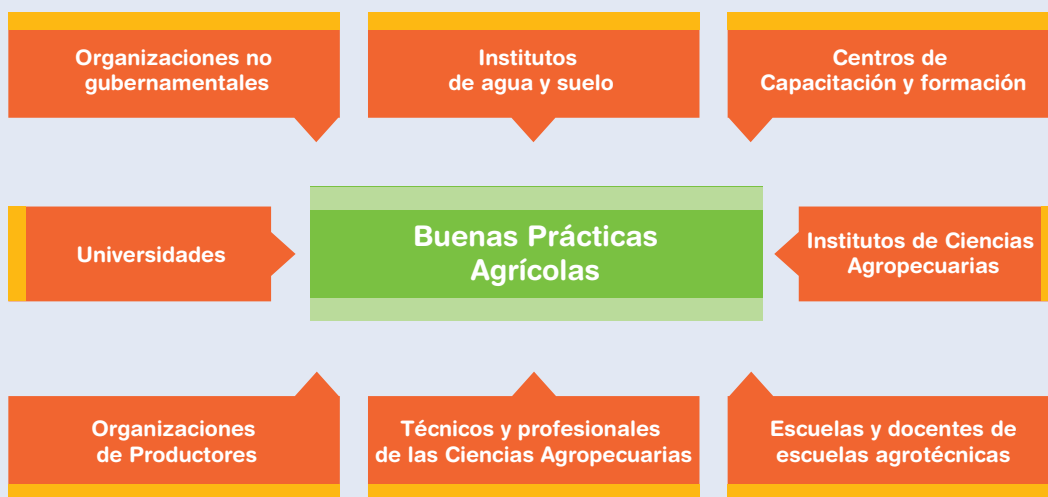 Organizaciones no
gubernamentales
Institutos
de agua y suelo
Centros de
Capacitación y formación
Universidades
Buenas Prácticas
Agrícolas
Institutos de Ciencias
Agropecuarias
Organizaciones
de Productores
Técnicos y profesionales
de las Ciencias Agropecuarias
Escuelas y docentes de
escuelas agrotécnicas